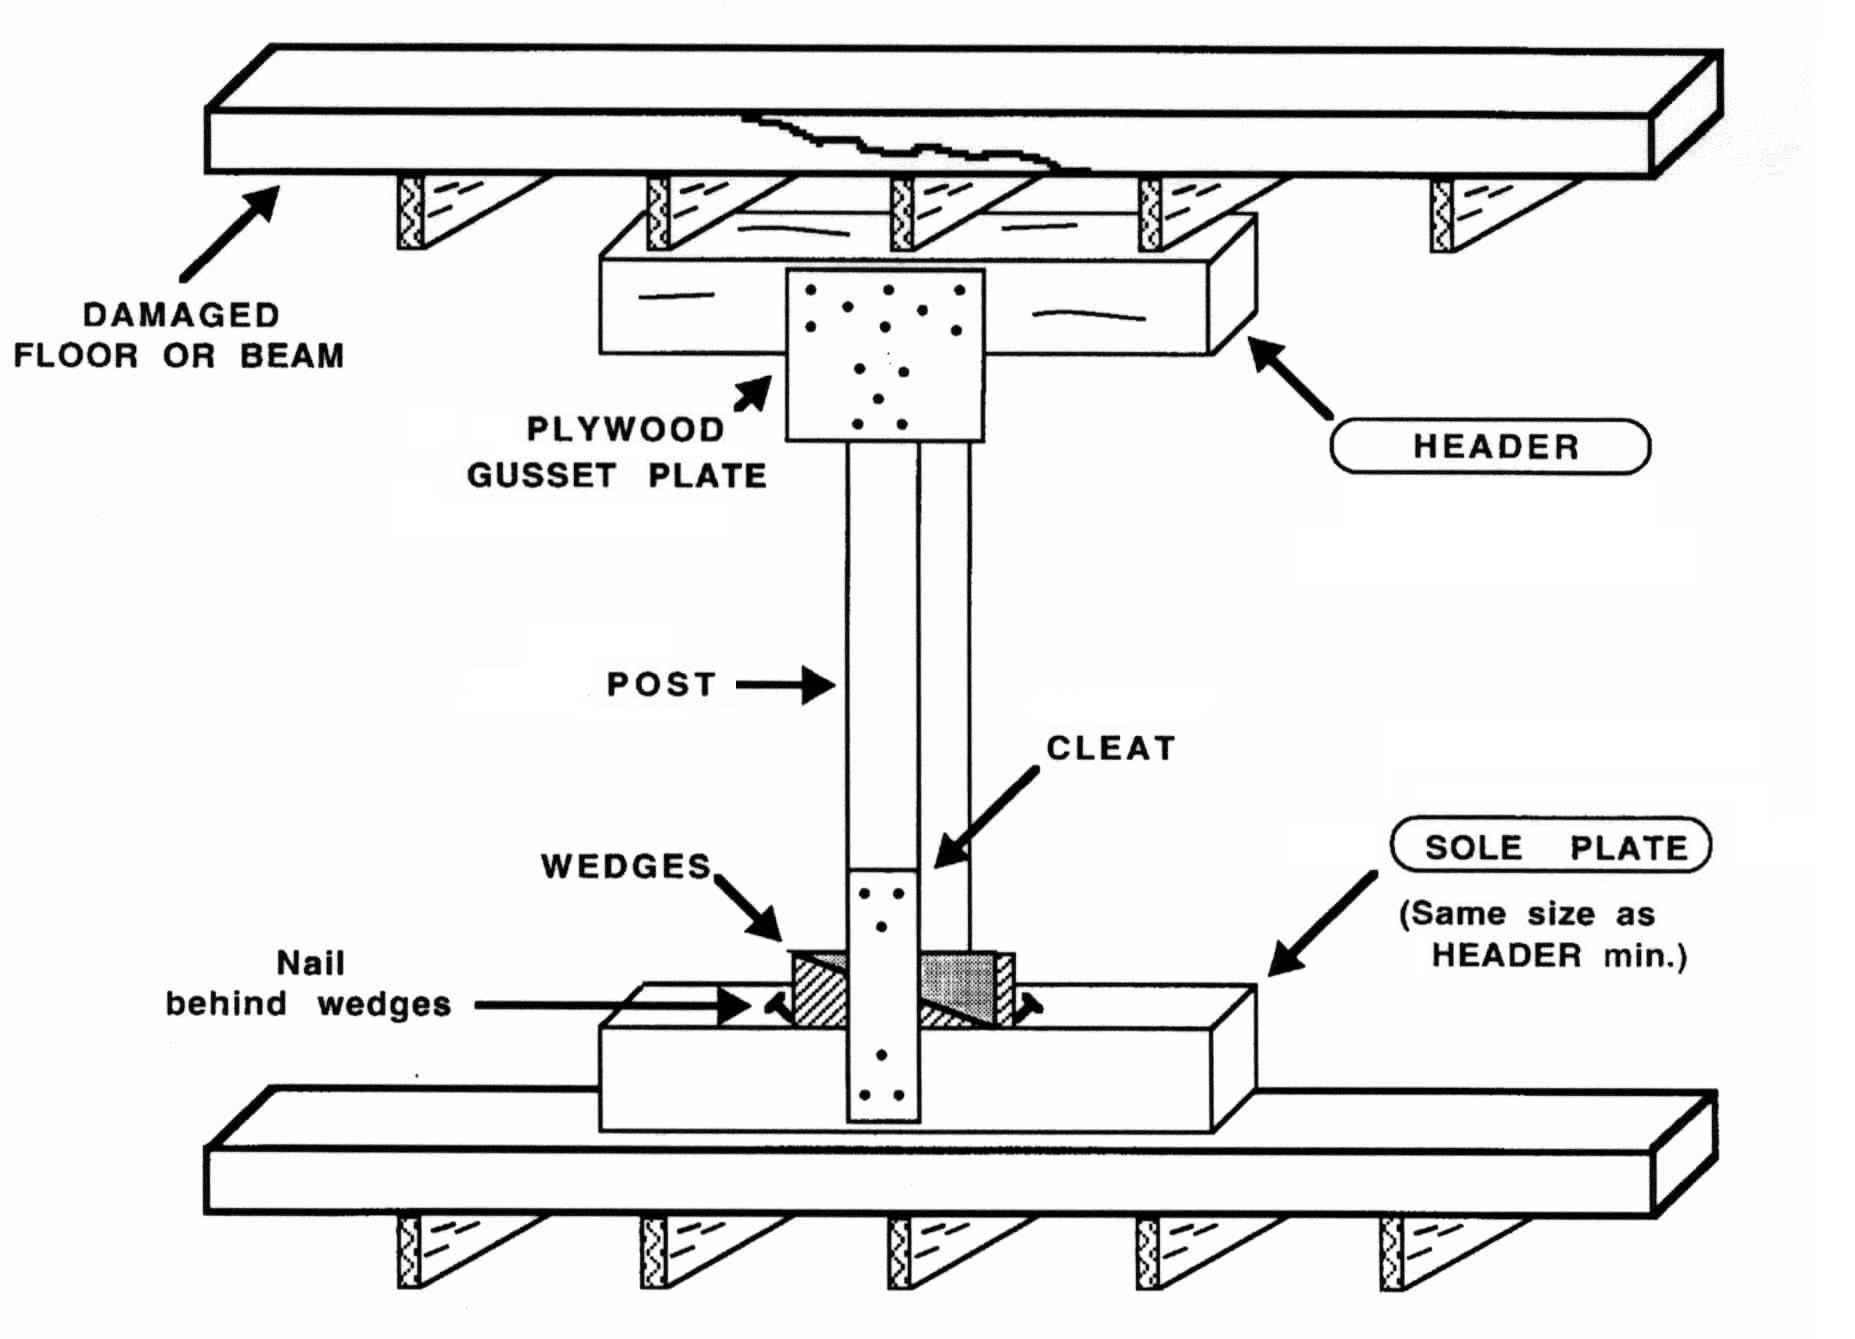 DAMAGED
FLOOR OR BEAM
PLYWOOD
GUSSET PLATE
HEADER
POST
CLEAT
WEDGES
SOLE PLATE
(Same size as
HEADER min.)
Nail
behind wedges